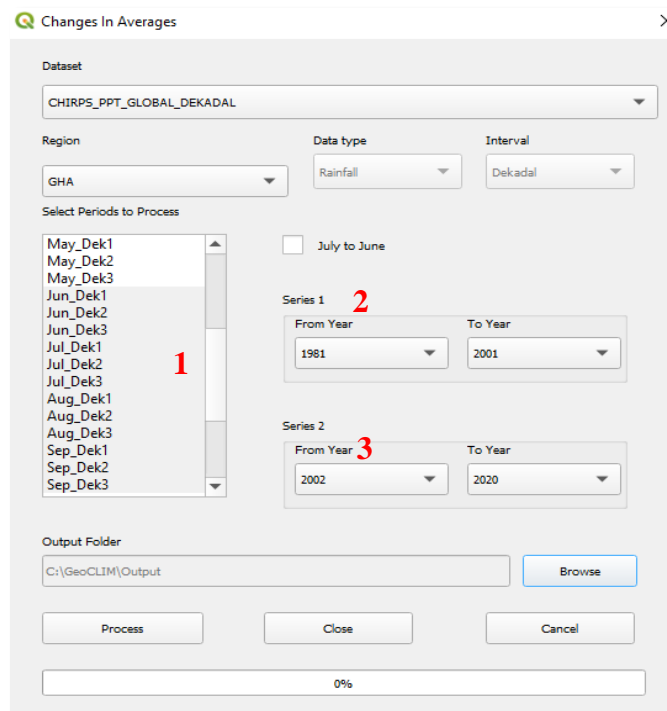 Changes In Averages
Dataset
CHIRPS_PPT_GLOBAL_DEKADAL
Region
Data type
Interval
GHA
Rainfall
Dekadal
Select Periods to Process
May_Dek1
May_Dek2
May_Dek3
Jun_Dek1
Jun_Dek2
Jun_Dek3
Jul_Dek1
Jul_Dek2
Jul_Dek3
Aug_Dek1
Aug_Dek2
Aug_Dek3
Sep_Dek1
Sep_Dek2
Sep_Dek3
1
July to June
Series 1
2
From Year
To Year
1981
2001
Series 2
3
From Year
To Year
2002
2020
Output Folder
C:\GeoCLIM\Output
Browse
Process
Close
Cancel
0%